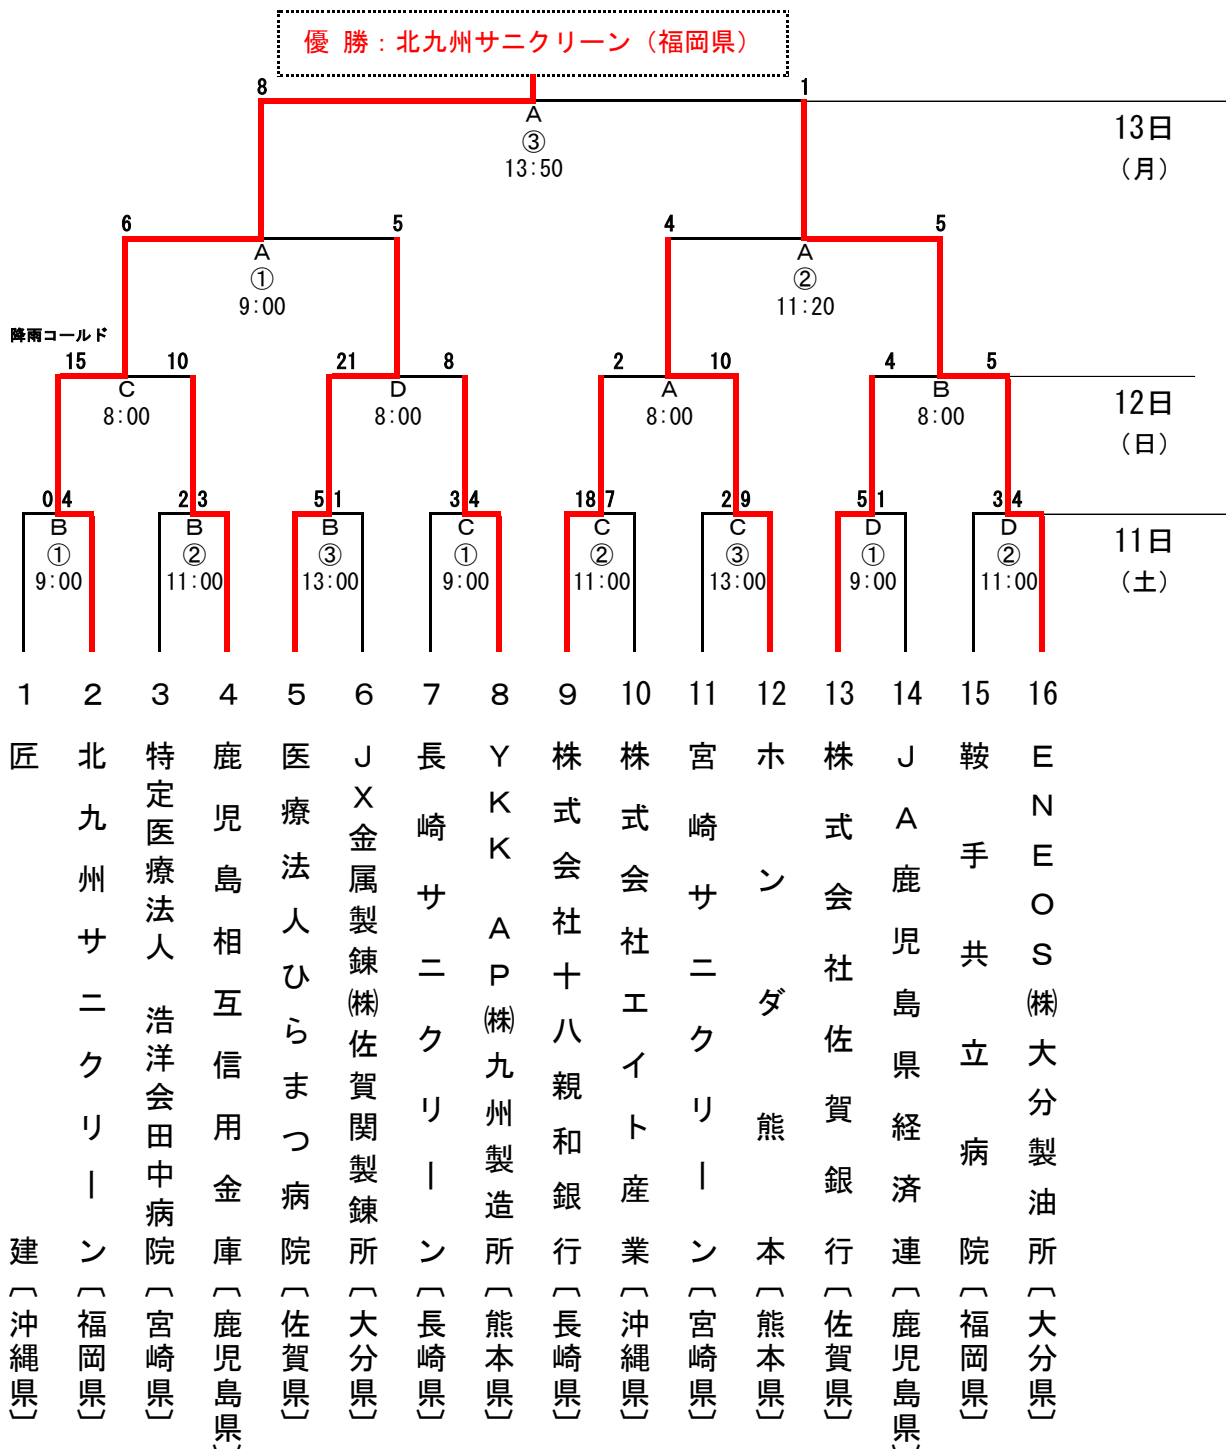 優 勝：北九州サニクリーン（福岡県）
8 1
A
③
13:50
13日
（月）
6 5 4 5
A A
① ②
9:00 11:20
降雨コールド
15 10 21 8 2 10 4 5
C D A B
8:00 8:00 8:00 8:00
12日
（日）
0 4 2 3 5 1 3 4 18 7 2 9 5 1 3 4
B B B C C C D D
① ② ③ ① ② ③ ① ②
9:00 11:00 13:00 9:00 11:00 13:00 9:00 11:00
11日
（土）
1 2 3 4 5 6 7 8 9 10 11 12 13 14 15 16
匠建〔沖縄県〕
北九州サニクリーン〔福岡県〕
特定医療法人 浩洋会田中病院〔宮崎県〕
鹿児島相互信用金庫〔鹿児島県〕
医療法人ひらまつ病院〔佐賀県〕
JX金属製錬㈱佐賀関製錬所〔大分県〕
長崎サニクリーン〔長崎県〕
YKK AP㈱九州製造所〔熊本県〕
株式会社十八親和銀行〔長崎県〕
株式会社エイト産業〔沖縄県〕
宮崎サニクリーン〔宮崎県〕
ホンダ熊本〔熊本県〕
株式会社佐賀銀行〔佐賀県〕
JA鹿児島県経済連〔鹿児島県〕
鞍手共立病院〔福岡県〕
ENEOS㈱大分製油所〔大分県〕